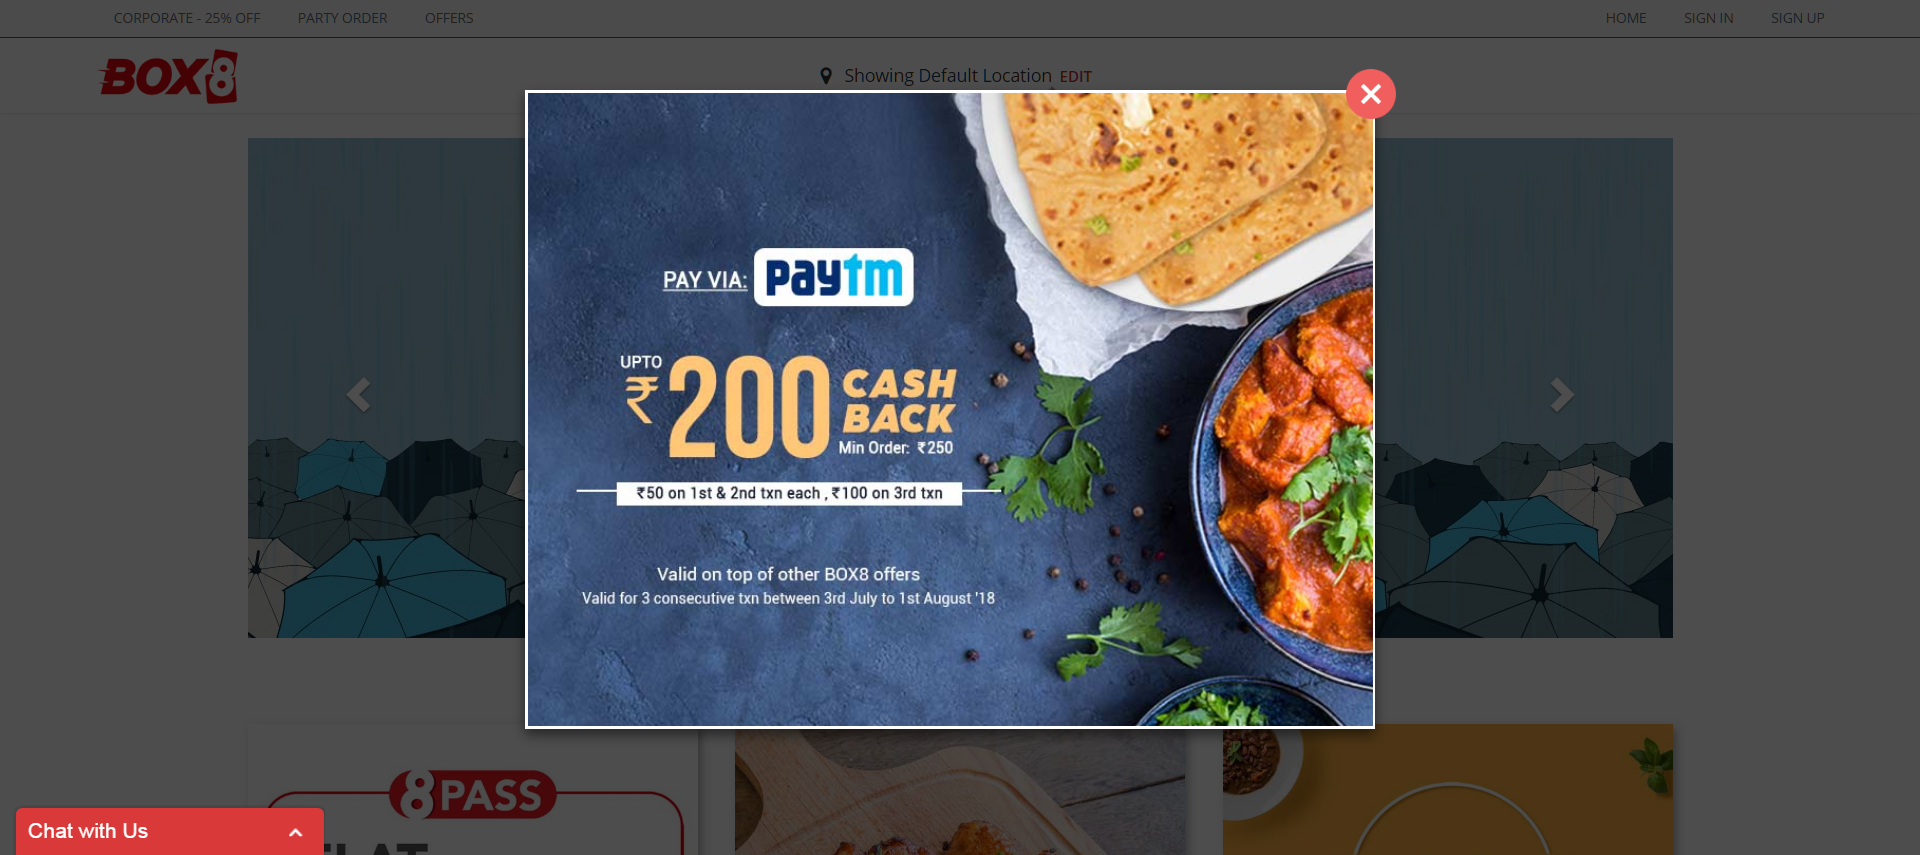 CORPORATE - 25% OFF PARTY ORDER OFFERS HOME SIGN IN SIGN UP
BOX8
Showing Default Location EDIT
PAY VIA: paytm
UPTO
₹200 CASH
BACK
Min Order: ₹250
₹50 on 1st & 2nd txn each , ₹100 on 3rd txn
Valid on top of other BOX8 offers
Valid for 3 consecutive txn between 3rd July to 1st August '18
8PASS
Chat with Us
FLAT